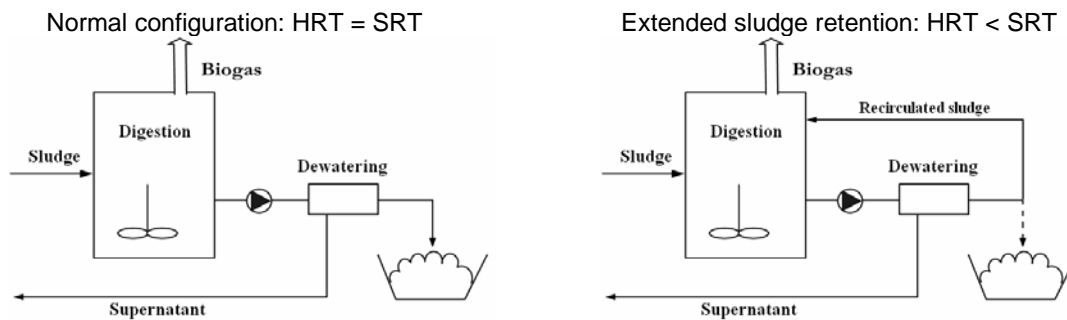 Normal configuration: HRT = SRT
Biogas
Digestion
Sludge
Dewatering
Supernatant
Extended sludge retention: HRT < SRT
Biogas
Recirculated sludge
Digestion
Sludge
Dewatering
Supernatant